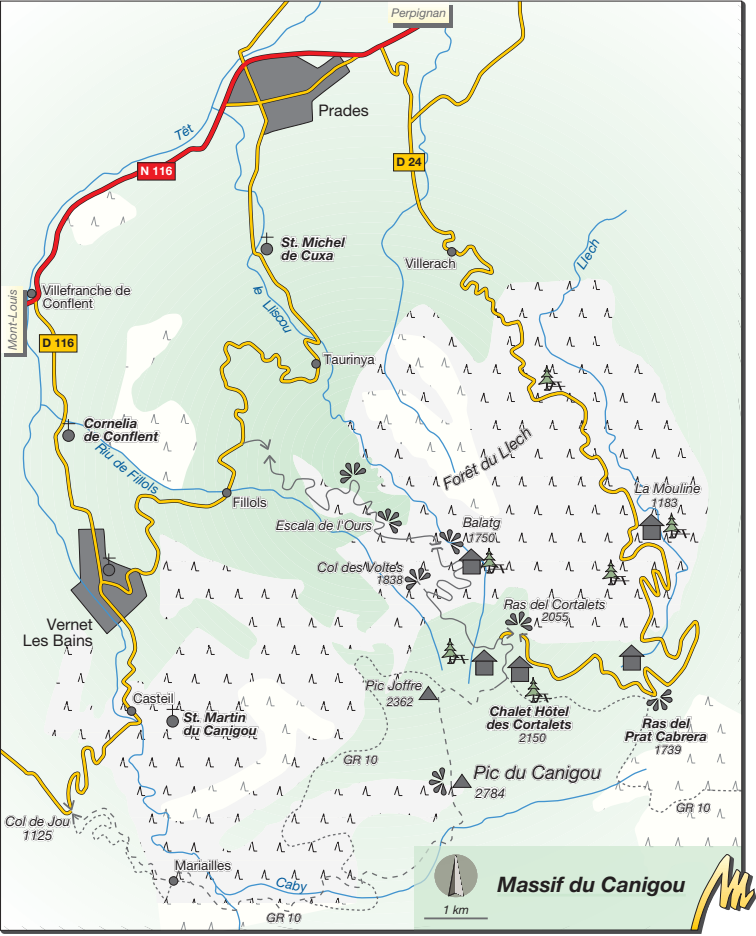 Perpignan
Prades
Têt
N 116
D 24
St. Michel
de Cuxa
Villerach
Llech
Villefranche de
Conflent
Mont-Louis
le Lliscou
D 116
Taurinya
Cornelia
de Conflent
Riu de Fillols
Forêt du Llech
Fillols
La Mouline
1183
Escala de l'Ours
Balatg
1750
Col des Voltes
1838
Ras del Cortalets
2055
Vernet
Les Bains
Pic Joffre
2362
Casteil
St. Martin
du Canigou
Chalet Hôtel
des Cortalets
2150
Ras del
Prat Cabrera
1739
GR 10
Pic du Canigou
2784
GR 10
Col de Jou
1125
Mariailles
Caby
GR 10
1 km
Massif du Canigou